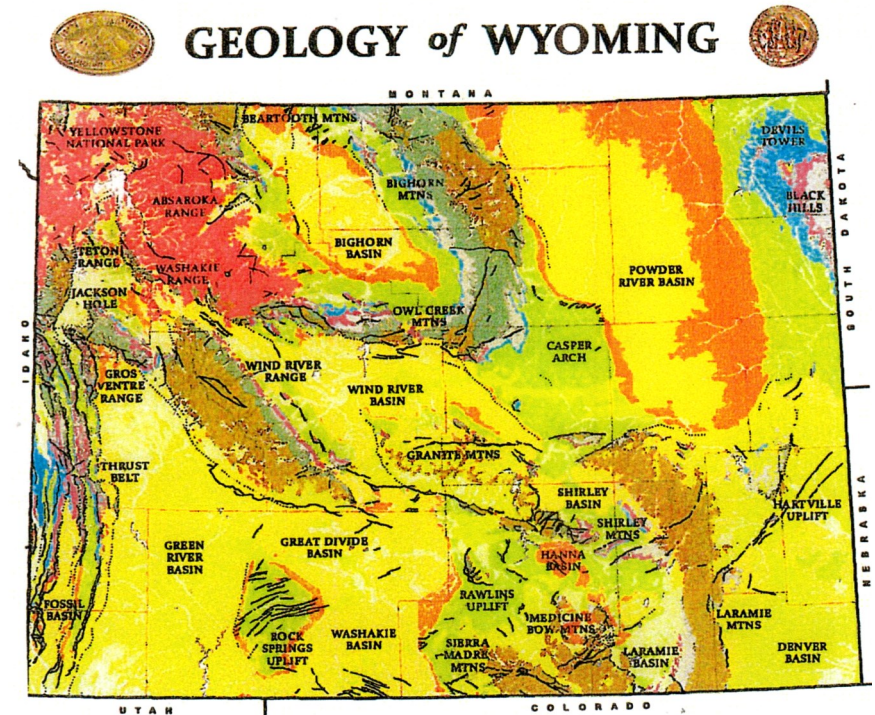 GEOLOGY of WYOMING
MONTANA
YELLOWSTONE
NATIONAL PARK
BEARTOOTH MTNS
DEVILS
TOWER
ABSAROKA
RANGE
BIGHORN
MTNS
BLACK
HILLS
SOUTH DAKOTA
TETON
RANGE
WASHAKIE
RANGE
BIGHORN
BASIN
POWDER
RIVER BASIN
JACKSON
HOLE
OWL CREEK
MTNS
IDAHO
CASPER
ARCH
GROS
VENTRE
RANGE
WIND RIVER
RANGE
WIND RIVER
BASIN
GRANITE MTNS
THRUST
BELT
SHIRLEY
BASIN
SHIRLEY
MTNS
HARTVILLE
UPLIFT
NEBRASKA
GREEN
RIVER
BASIN
GREAT DIVIDE
BASIN
HANNA
BASIN
FOSSIL
BASIN
RAWLINS
UPLIFT
ROCK
SPRINGS
UPLIFT
WASHAKIE
BASIN
MEDICINE
BOW MTNS
LARAMIE
MTNS
SIERRA
MADRE
MTNS
LARAMIE
BASIN
DENVER
BASIN
UTAH
COLORADO